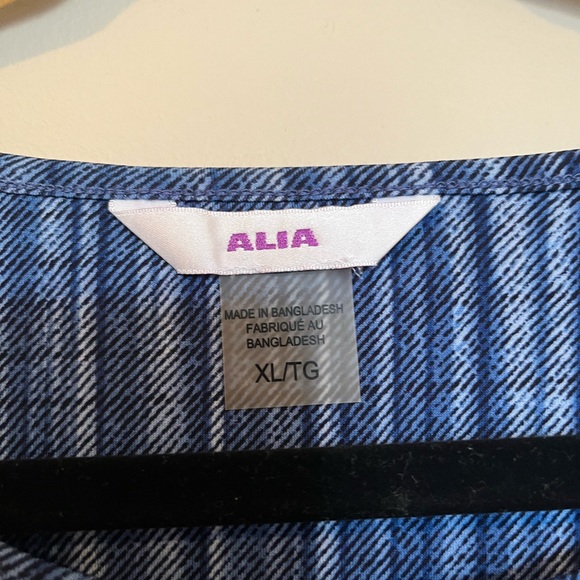 ALIA
MADE IN BANGLADESH
FABRIQUÉ AU
BANGLADESH
XL/TG